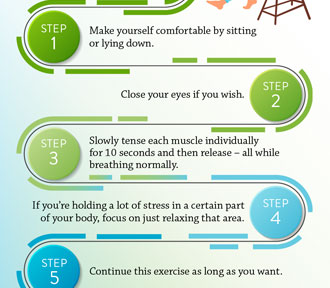 STEP
1
Make yourself comfortable by sitting
or lying down.
Close your eyes if you wish.
STEP
2
STEP
3
Slowly tense each muscle individually
for 10 seconds and then release – all while
breathing normally.
If you're holding a lot of stress in a certain part
of your body, focus on just relaxing that area.
STEP
4
STEP
5
Continue this exercise as long as you want.